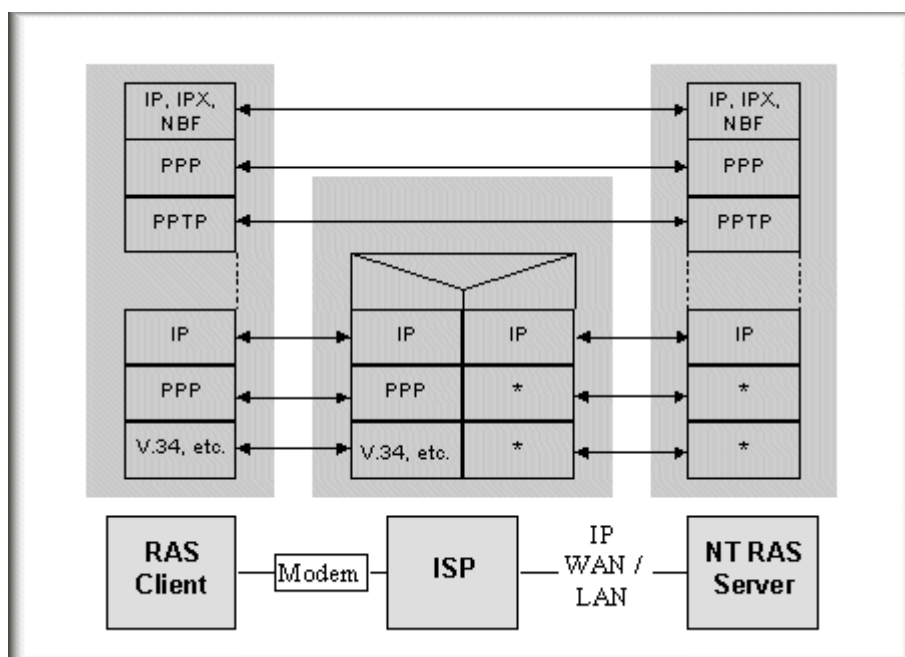 IP, IPX,
NBF
IP, IPX,
NBF
PPP
PPP
PPTP
PPTP
IP
IP
IP
IP
PPP
PPP
*
*
V.34, etc.
V.34, etc.
*
*
RAS
Client
Modem
ISP
IP
WAN /
LAN
NT RAS
Server